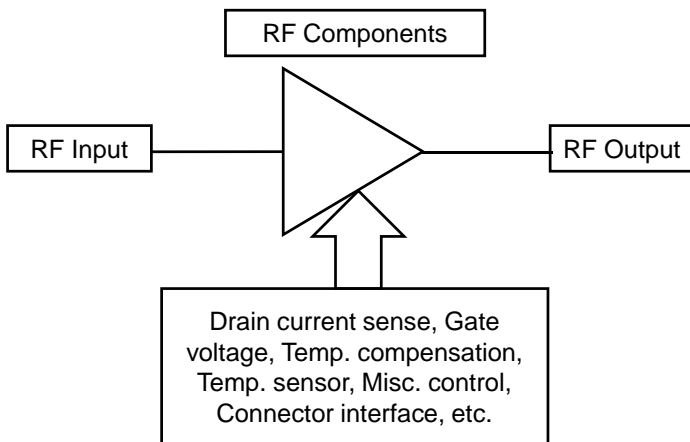 RF Components
RF Input
RF Output
Drain current sense, Gate
voltage, Temp. compensation,
Temp. sensor, Misc. control,
Connector interface, etc.